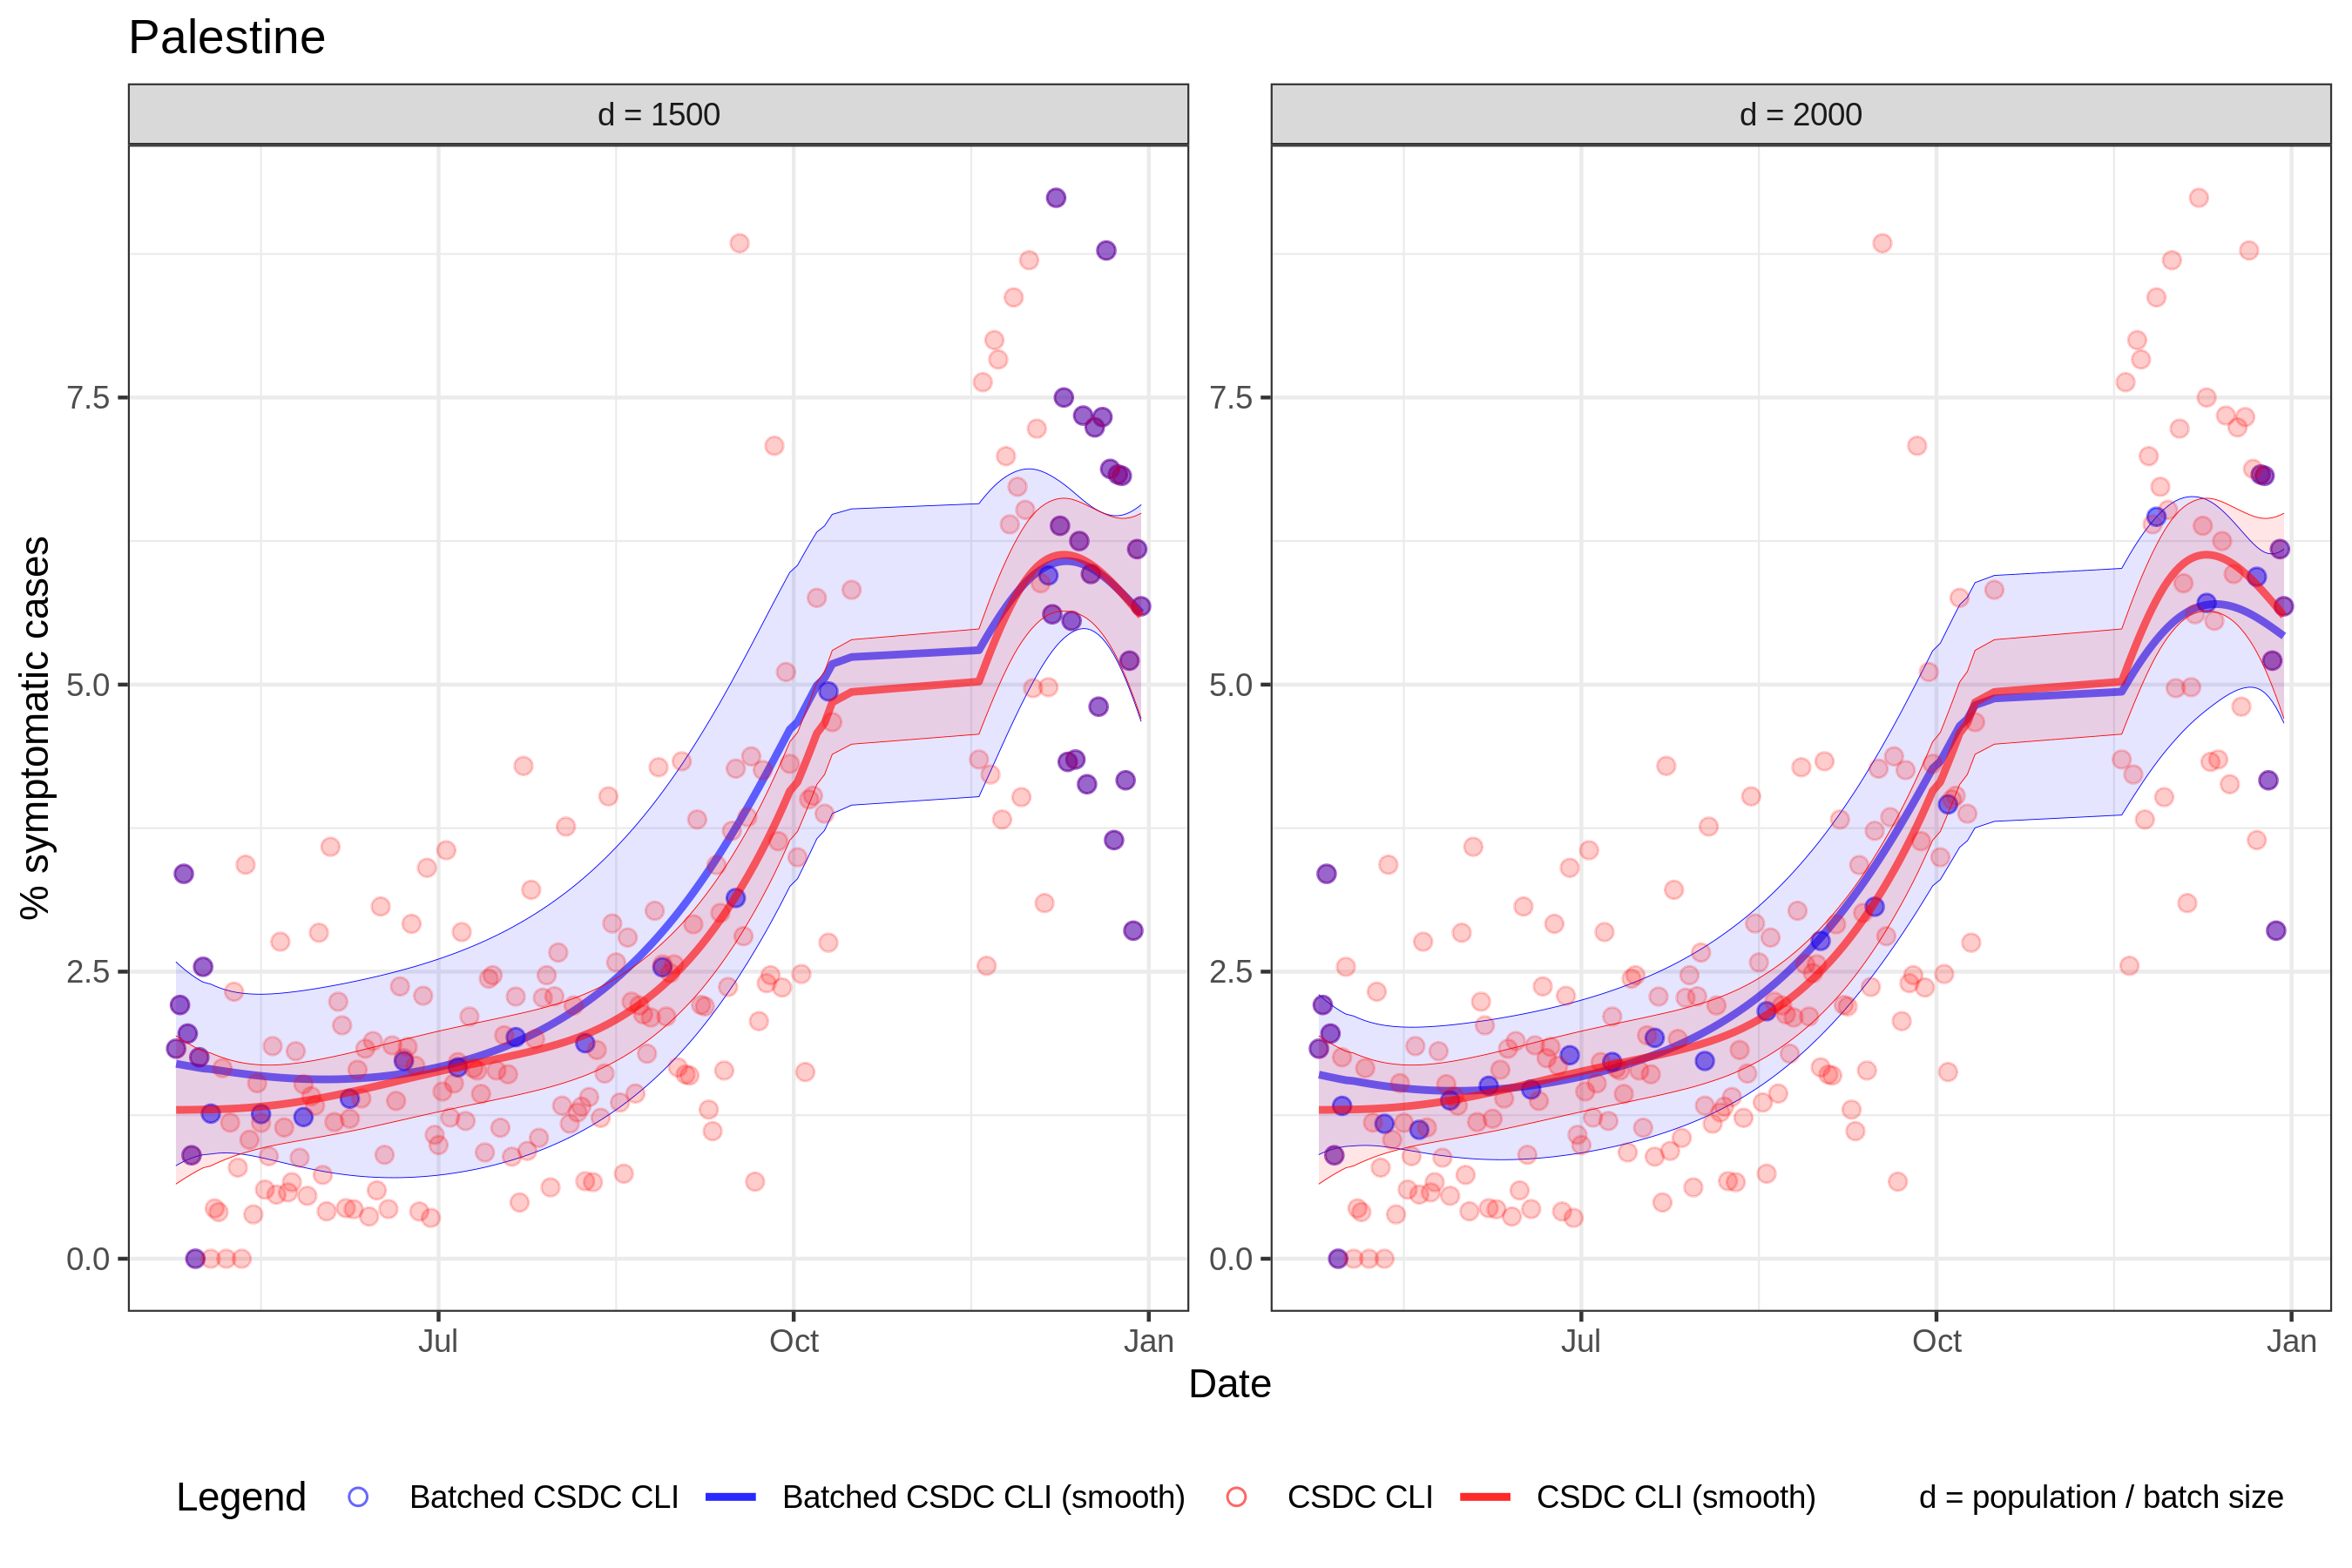 Palestine
d = 1500
d = 2000
% symptomatic cases
7.5
5.0
2.5
0.0
7.5
5.0
2.5
0.0
Jul
Oct
Jan
Jul
Oct
Jan
Date
Legend
Batched CSDC CLI
Batched CSDC CLI (smooth)
CSDC CLI
CSDC CLI (smooth)
d = population / batch size